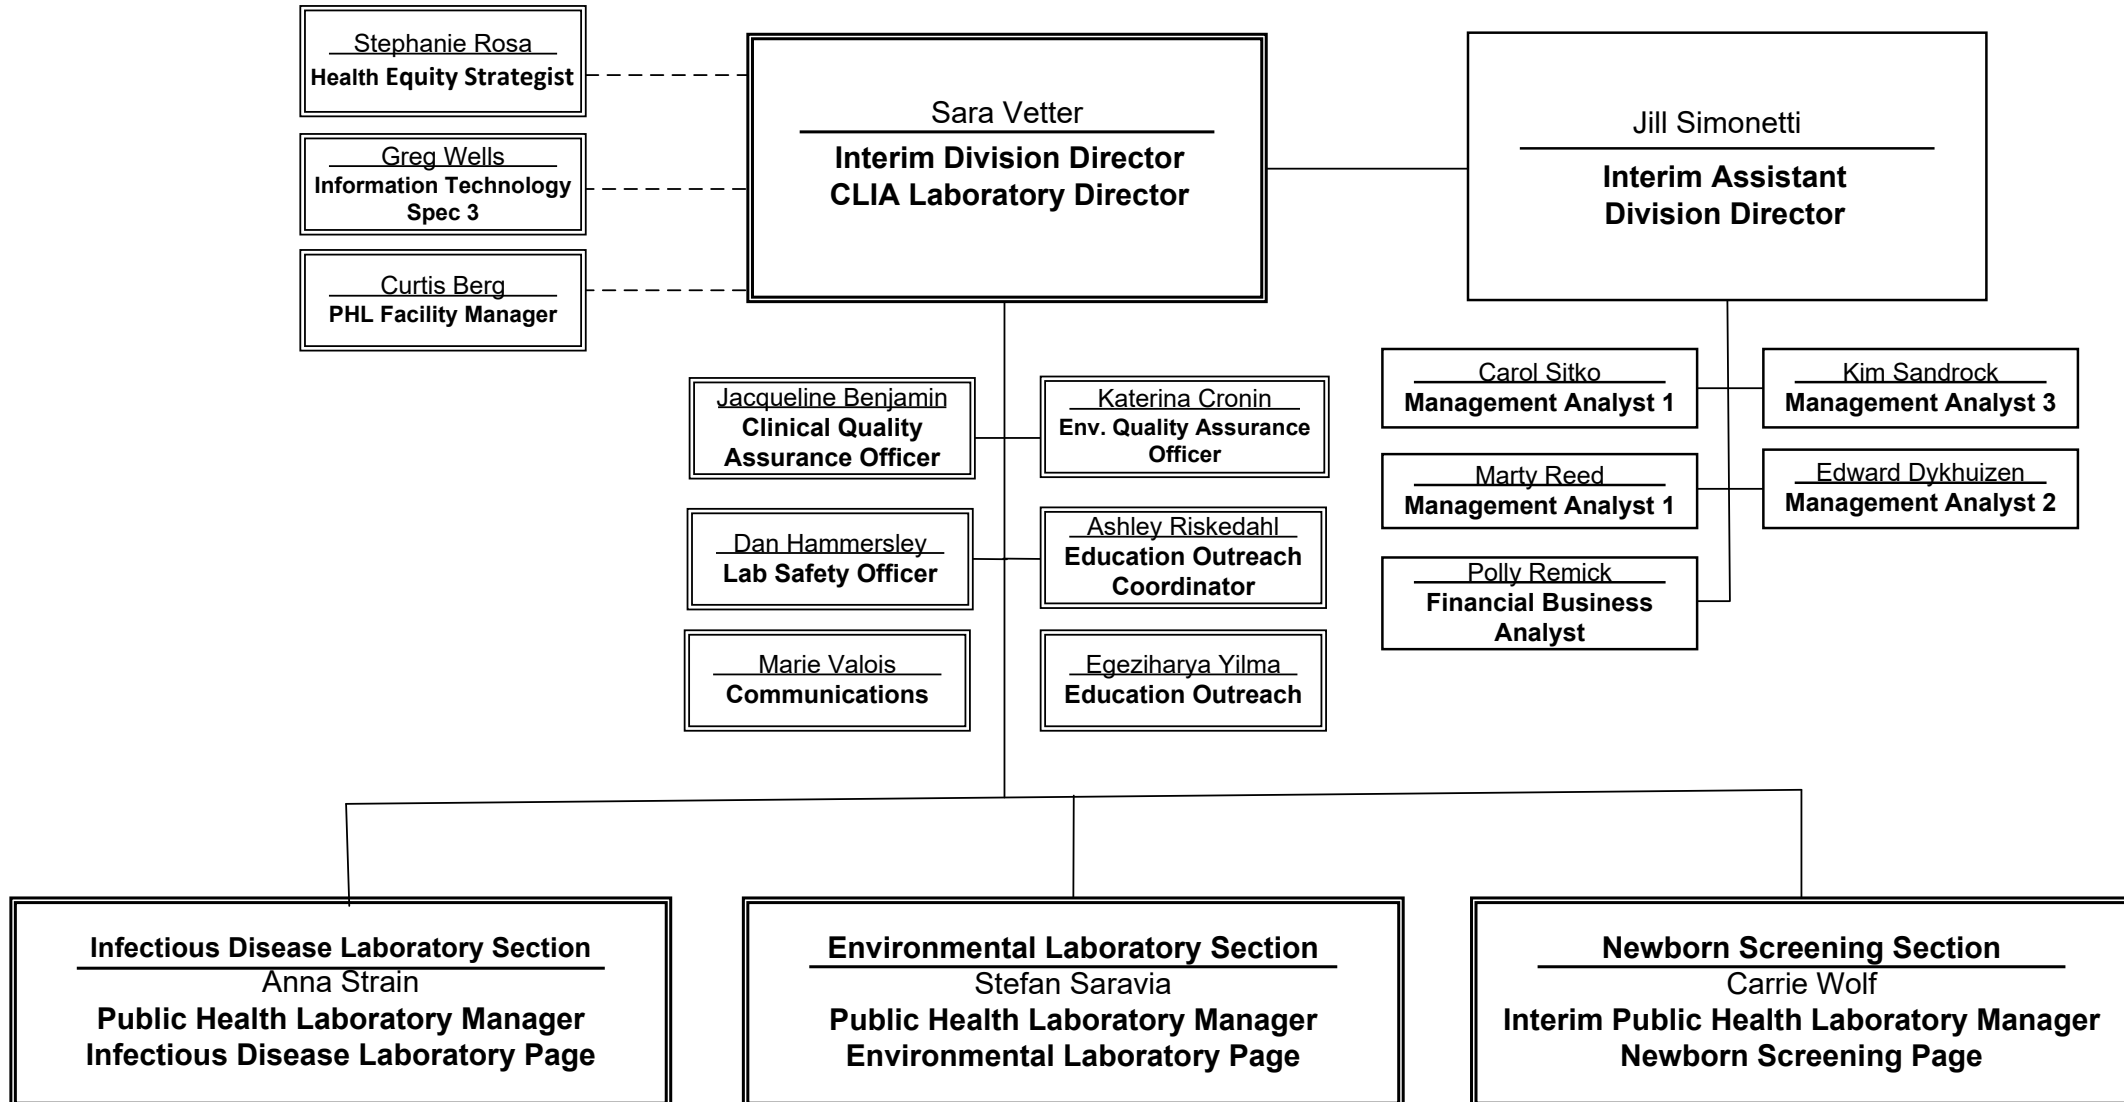 Stephanie Rosa
Health Equity Strategist
Greg Wells
Information Technology
Spec 3
Curtis Berg
PHL Facility Manager
Sara Vetter
Interim Division Director
CLIA Laboratory Director
Jill Simonetti
Interim Assistant
Division Director
Jacqueline Benjamin
Clinical Quality
Assurance Officer
Katerina Cronin
Env. Quality Assurance
Officer
Dan Hammersley
Lab Safety Officer
Ashley Riskedahl
Education Outreach
Coordinator
Marie Valois
Communications
Egeziharya Yilma
Education Outreach
Carol Sitko
Management Analyst 1
Kim Sandrock
Management Analyst 3
Marty Reed
Management Analyst 1
Edward Dykhuizen
Management Analyst 2
Polly Remick
Financial Business
Analyst
Infectious Disease Laboratory Section
Anna Strain
Public Health Laboratory Manager
Infectious Disease Laboratory Page
Environmental Laboratory Section
Stefan Saravia
Public Health Laboratory Manager
Environmental Laboratory Page
Newborn Screening Section
Carrie Wolf
Interim Public Health Laboratory Manager
Newborn Screening Page